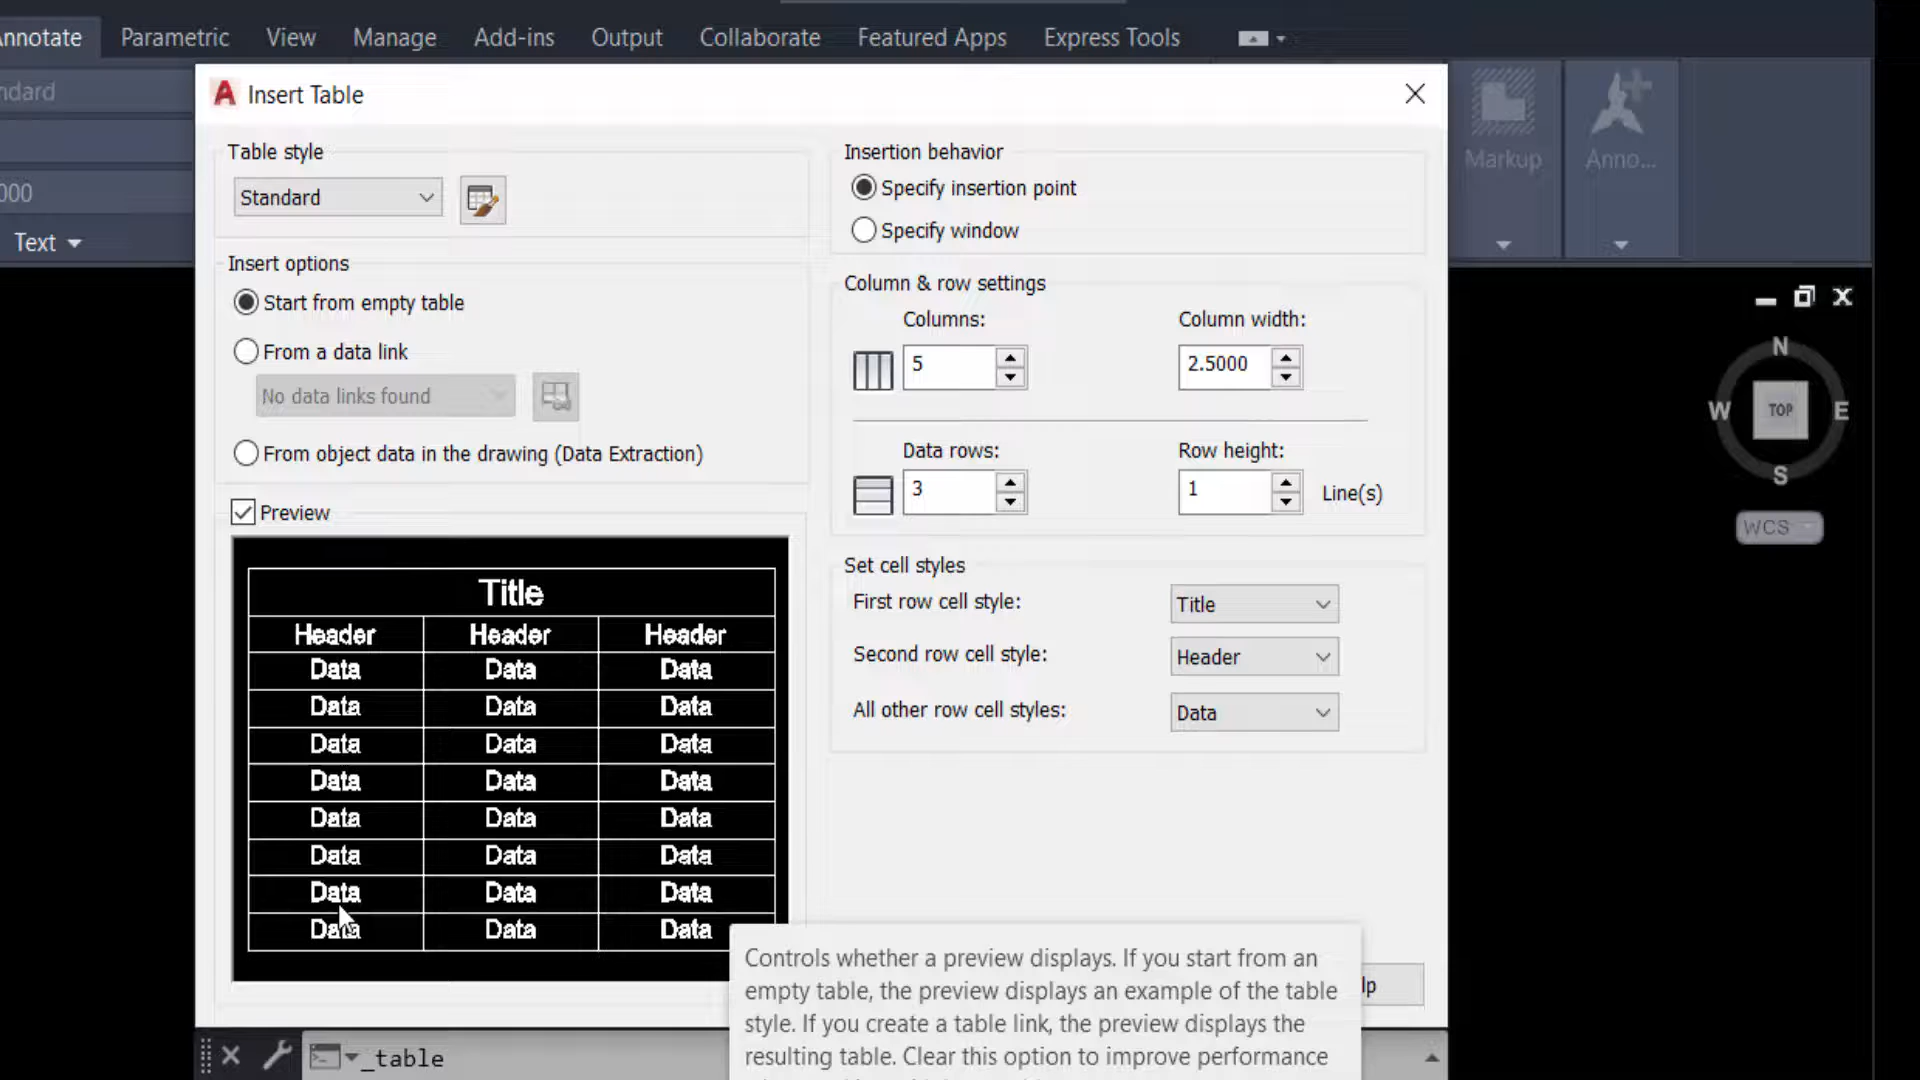 Annotate Parametric View Manage Add-ins Output Collaborate Featured Apps Express Tools
Insert Table
Markup
Anno...
Text
Table style
Standard
Insert options
Start from empty table
From a data link
No data links found
From object data in the drawing (Data Extraction)
Preview
Title
Header Header Header
Data Data Data
Data Data Data
Data Data Data
Data Data Data
Data Data Data
Data Data Data
Data Data Data
Data Data Data
Insertion behavior
Specify insertion point
Specify window
Column & row settings
Columns: Column width:
5 2.5000
Data rows: Row height:
3 1 Line(s)
Set cell styles
First row cell style: Title
Second row cell style: Header
All other row cell styles: Data
Controls whether a preview displays. If you start from an
empty table, the preview displays an example of the table
style. If you create a table link, the preview displays the
resulting table. Clear this option to improve performance
_table
N
W TOP E
S
WCS